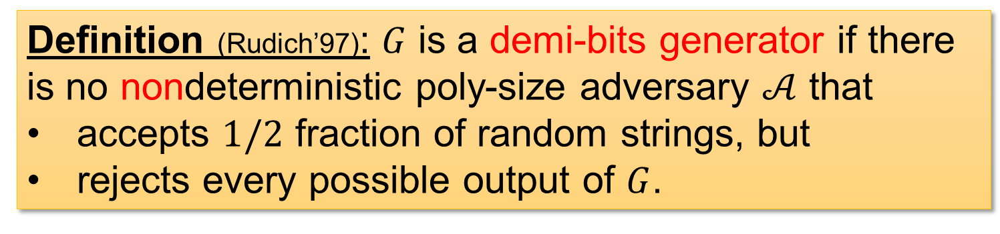 Definition (Rudich’97): 𝐺 is a demi-bits generator if there
is no nondeterministic poly-size adversary 𝒜 that
• accepts 1/2 fraction of random strings, but
• rejects every possible output of 𝐺.